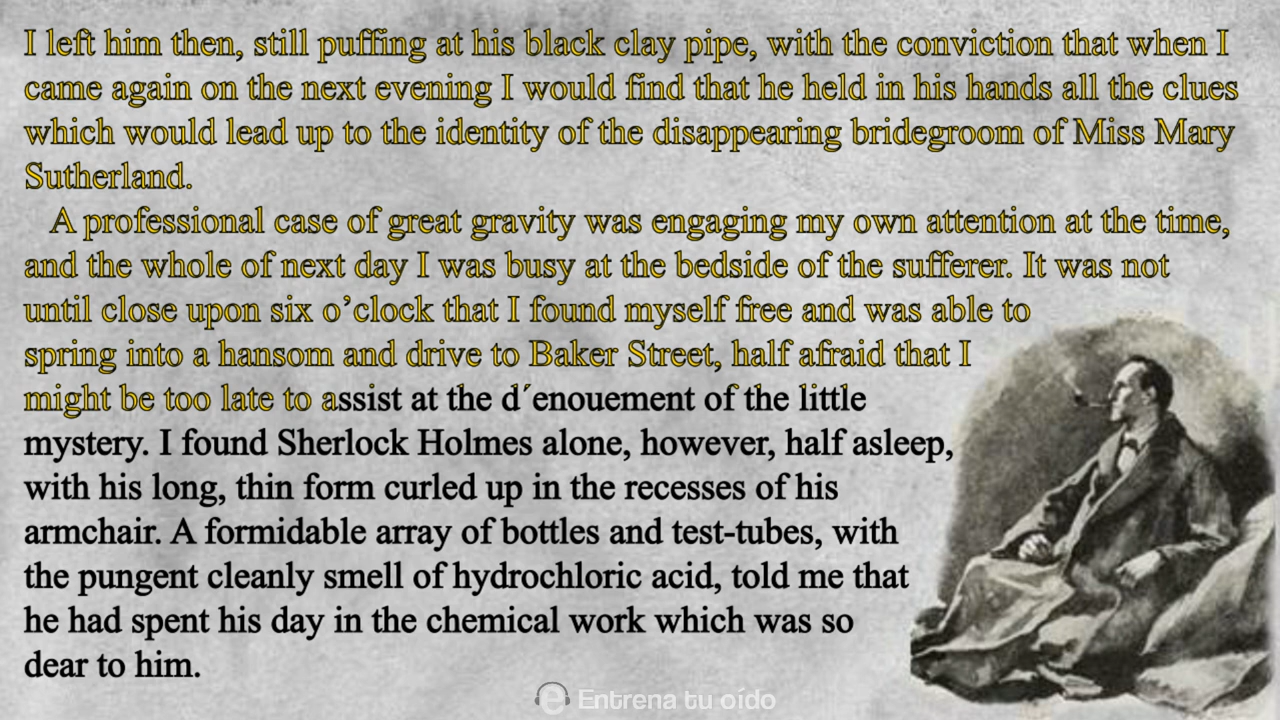 I left him then, still puffing at his black clay pipe, with the conviction that when I
came again on the next evening I would find that he held in his hands all the clues
which would lead up to the identity of the disappearing bridegroom of Miss Mary
Sutherland.
A professional case of great gravity was engaging my own attention at the time,
and the whole of next day I was busy at the bedside of the sufferer. It was not
until close upon six o’clock that I found myself free and was able to
spring into a hansom and drive to Baker Street, half afraid that I
might be too late to assist at the d´enouement of the little
mystery. I found Sherlock Holmes alone, however, half asleep,
with his long, thin form curled up in the recesses of his
armchair. A formidable array of bottles and test-tubes, with
the pungent cleanly smell of hydrochloric acid, told me that
he had spent his day in the chemical work which was so
dear to him.
e Entrena tu oído